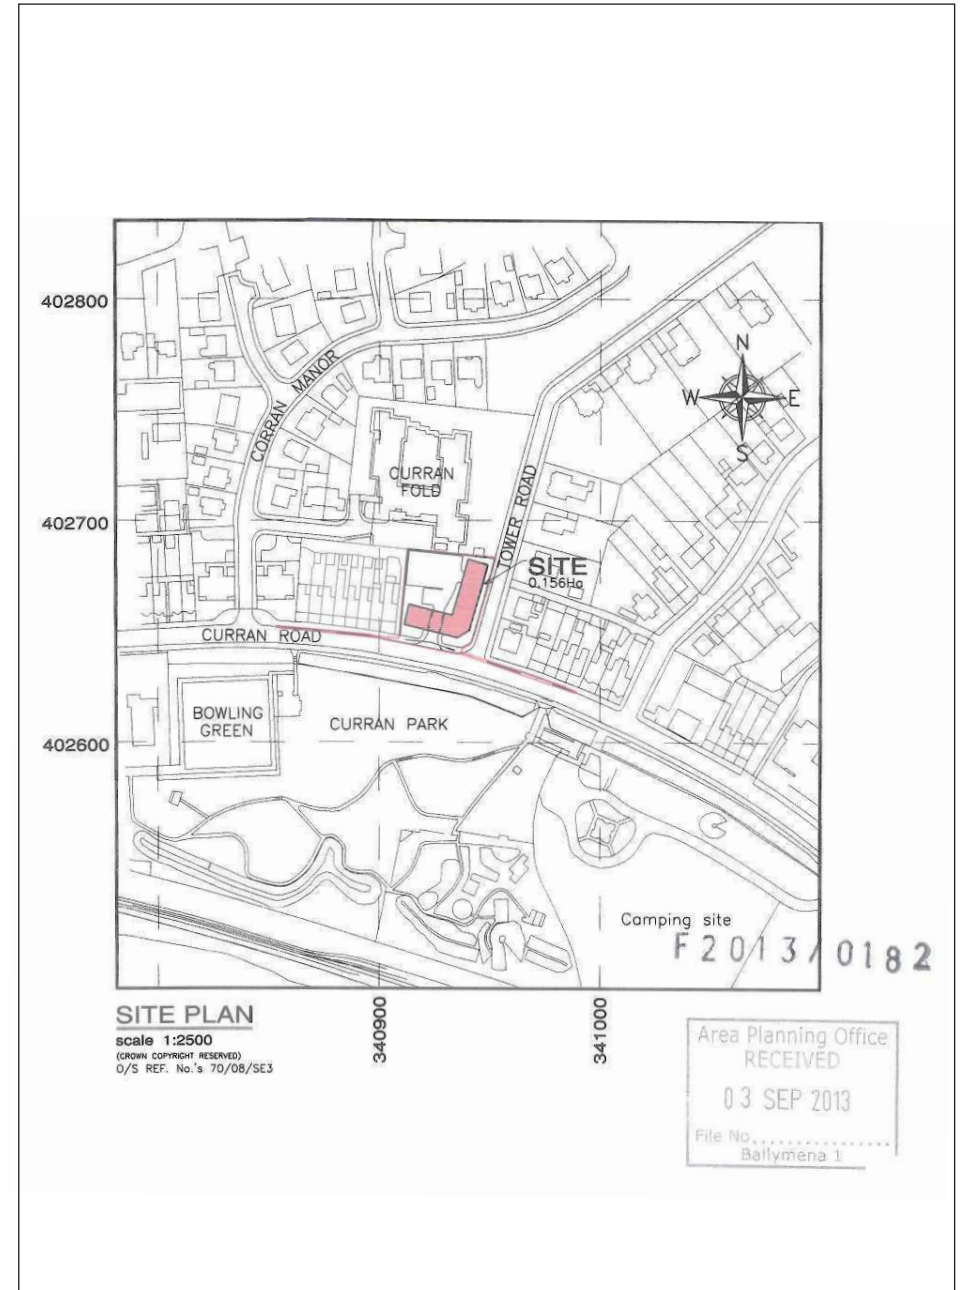 402800
N
W
E
S
CORRAN MANOR
CURRAN
FOLD
TOWER ROAD
402700
SITE
0.156Ha
CURRAN ROAD
BOWLING
GREEN
CURRAN PARK
402600
Camping site
F2013/0182
SITE PLAN
scale 1:2500
(CROWN COPYRIGHT RESERVED)
O/S REF. No.'s 70/08/SE3
340900
341000
Area Planning Office
RECEIVED
03 SEP 2013
File No................
Ballymena 1